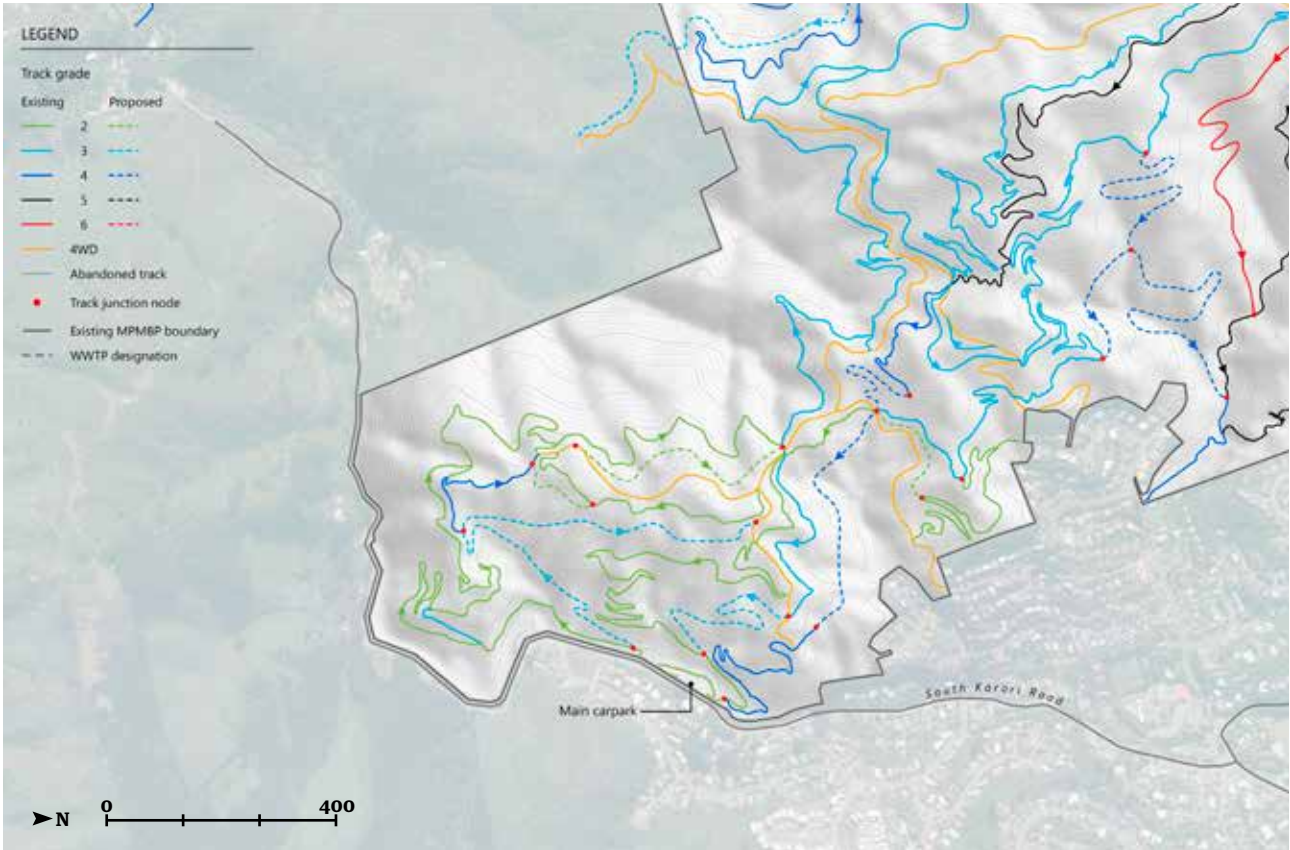 LEGEND
Track grade
Existing Proposed
2
3
4
5
6
4WD
Abandoned track
Track junction node
Existing MPMBP boundary
WWTP designation
Main carpark
South Karori Road
N 0 400